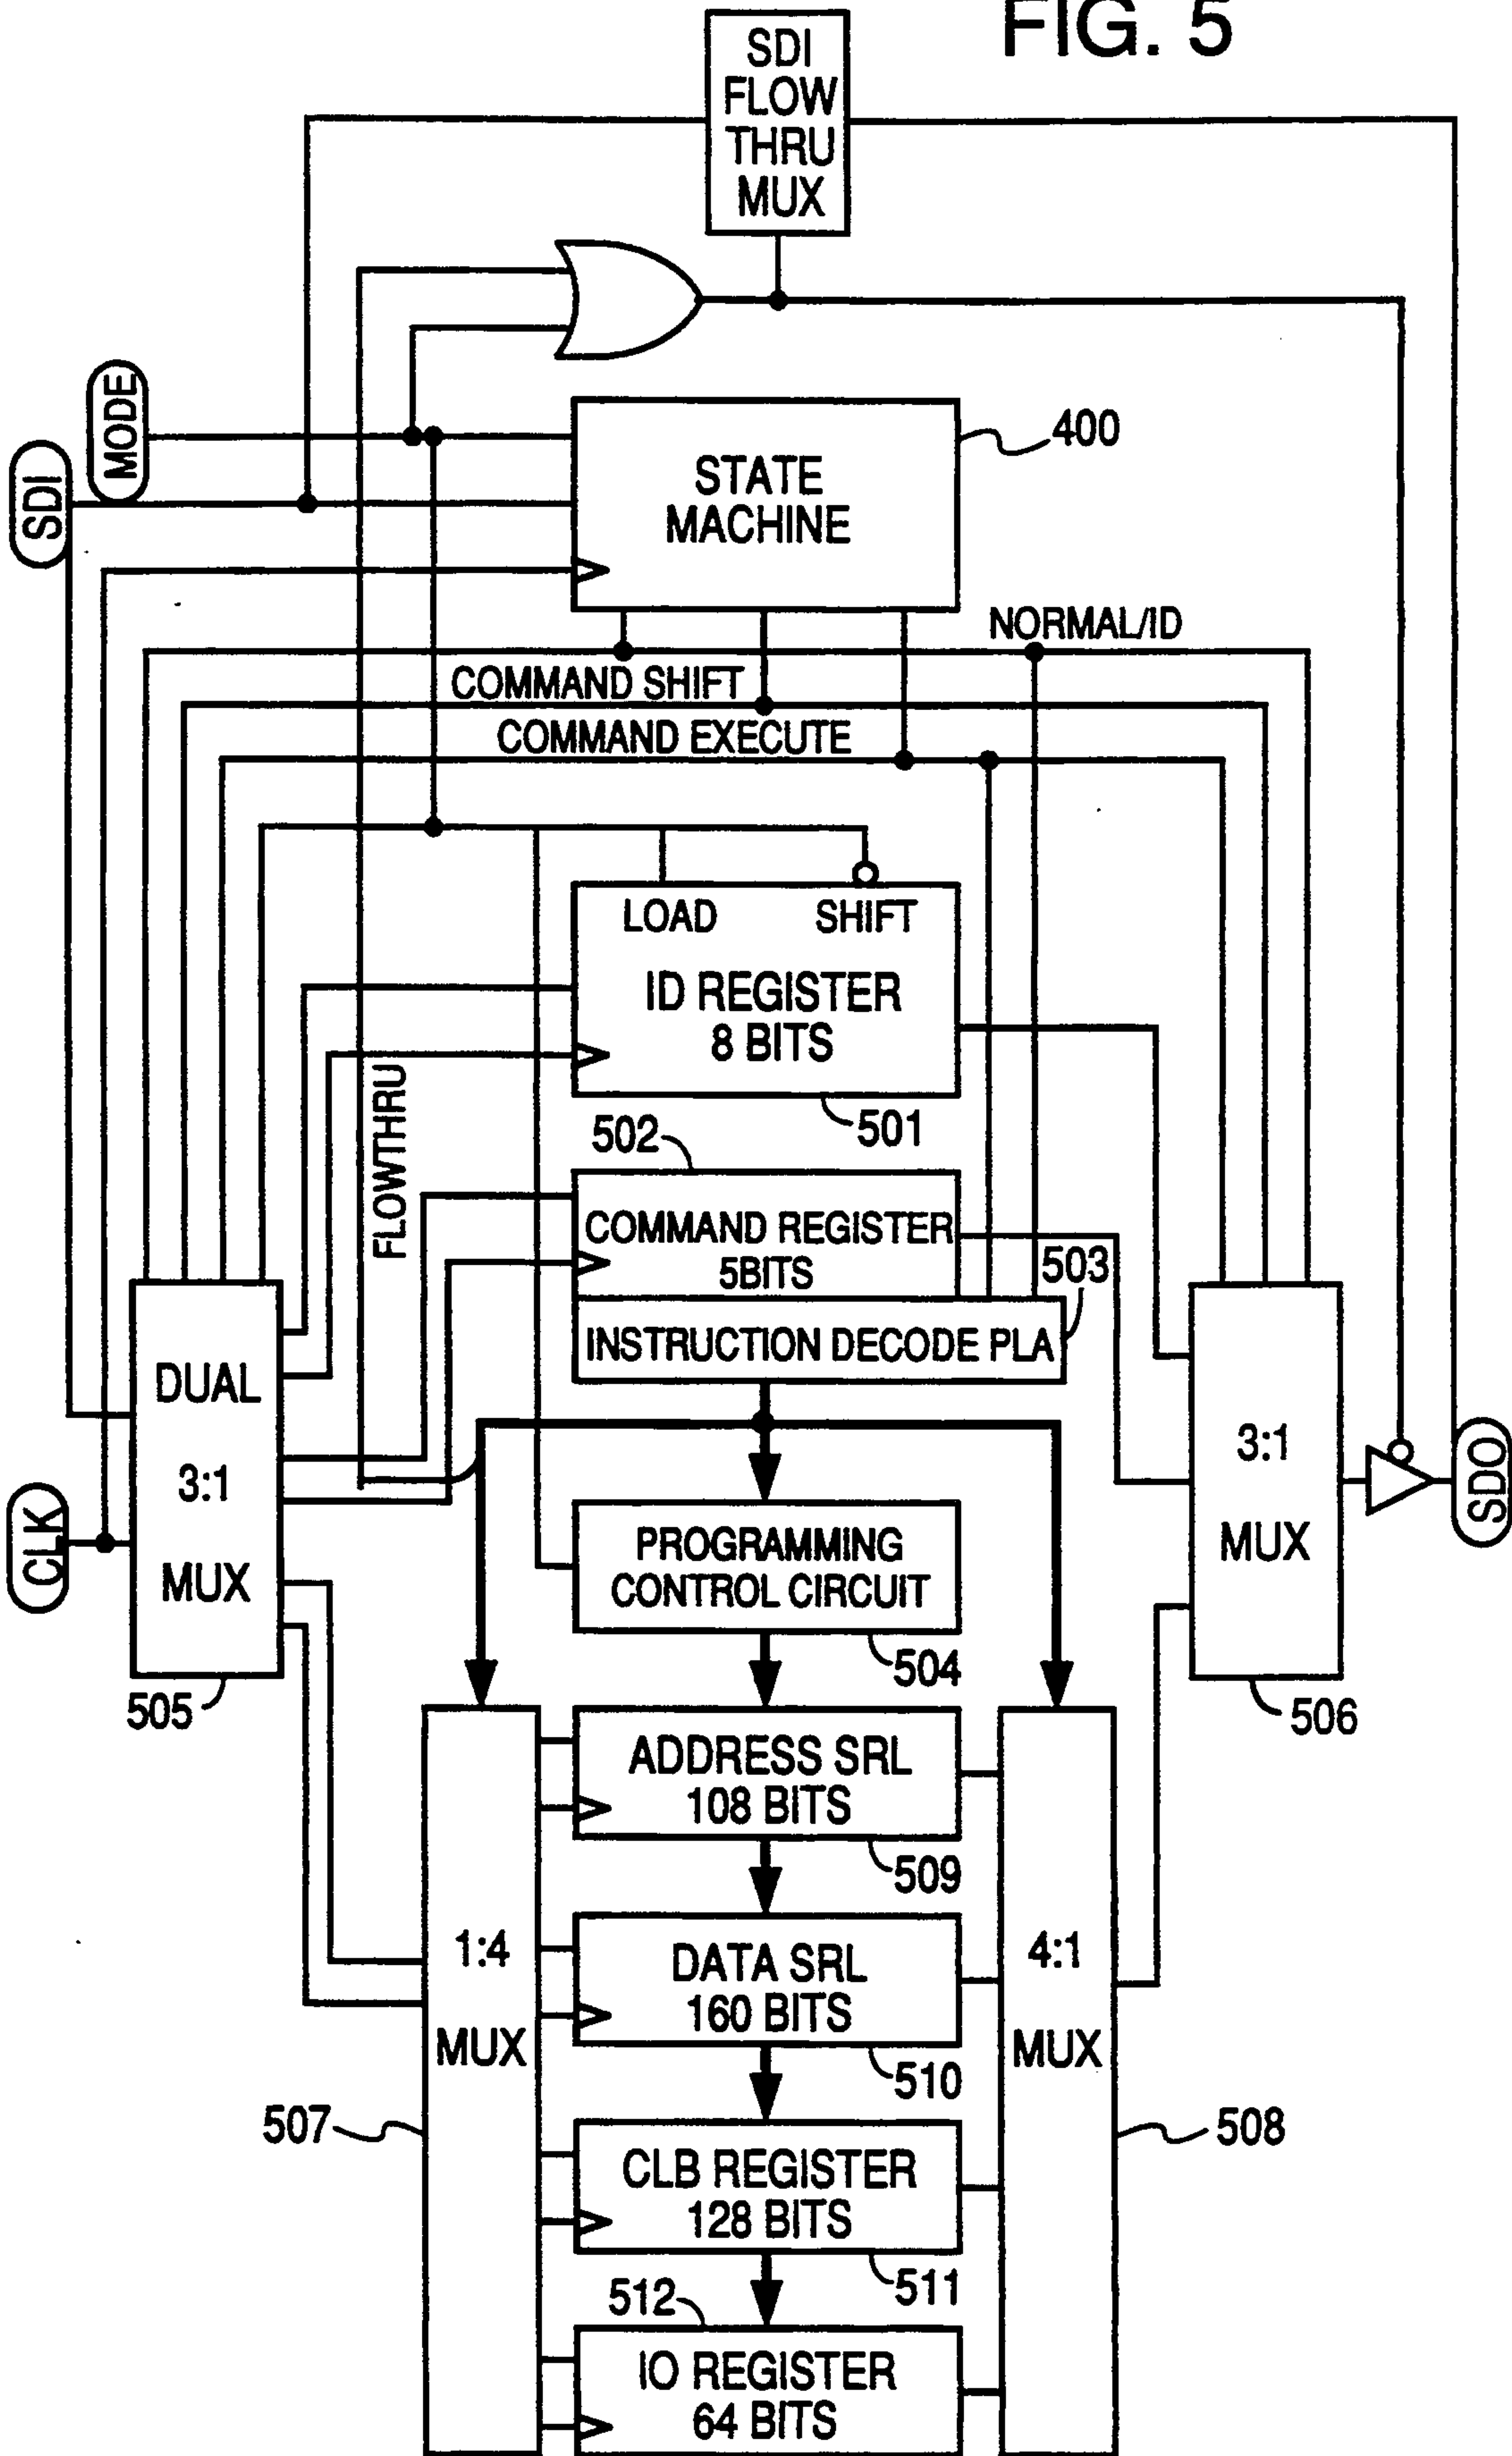 FIG. 5
SDI
FLOW
THRU
MUX
MODE
SDI
STATE
MACHINE
400
NORMAL/ID
COMMAND SHIFT
COMMAND EXECUTE
LOAD
SHIFT
ID REGISTER
8 BITS
501
FLOWTHRU
502
COMMAND REGISTER
5BITS
503
INSTRUCTION DECODE PLA
DUAL
3:1
MUX
505
CLK
3:1
MUX
506
SDO
PROGRAMMING
CONTROL CIRCUIT
504
ADDRESS SRL
108 BITS
509
1:4
MUX
507
DATA SRL
160 BITS
510
4:1
MUX
508
CLB REGISTER
128 BITS
511
512
IO REGISTER
64 BITS